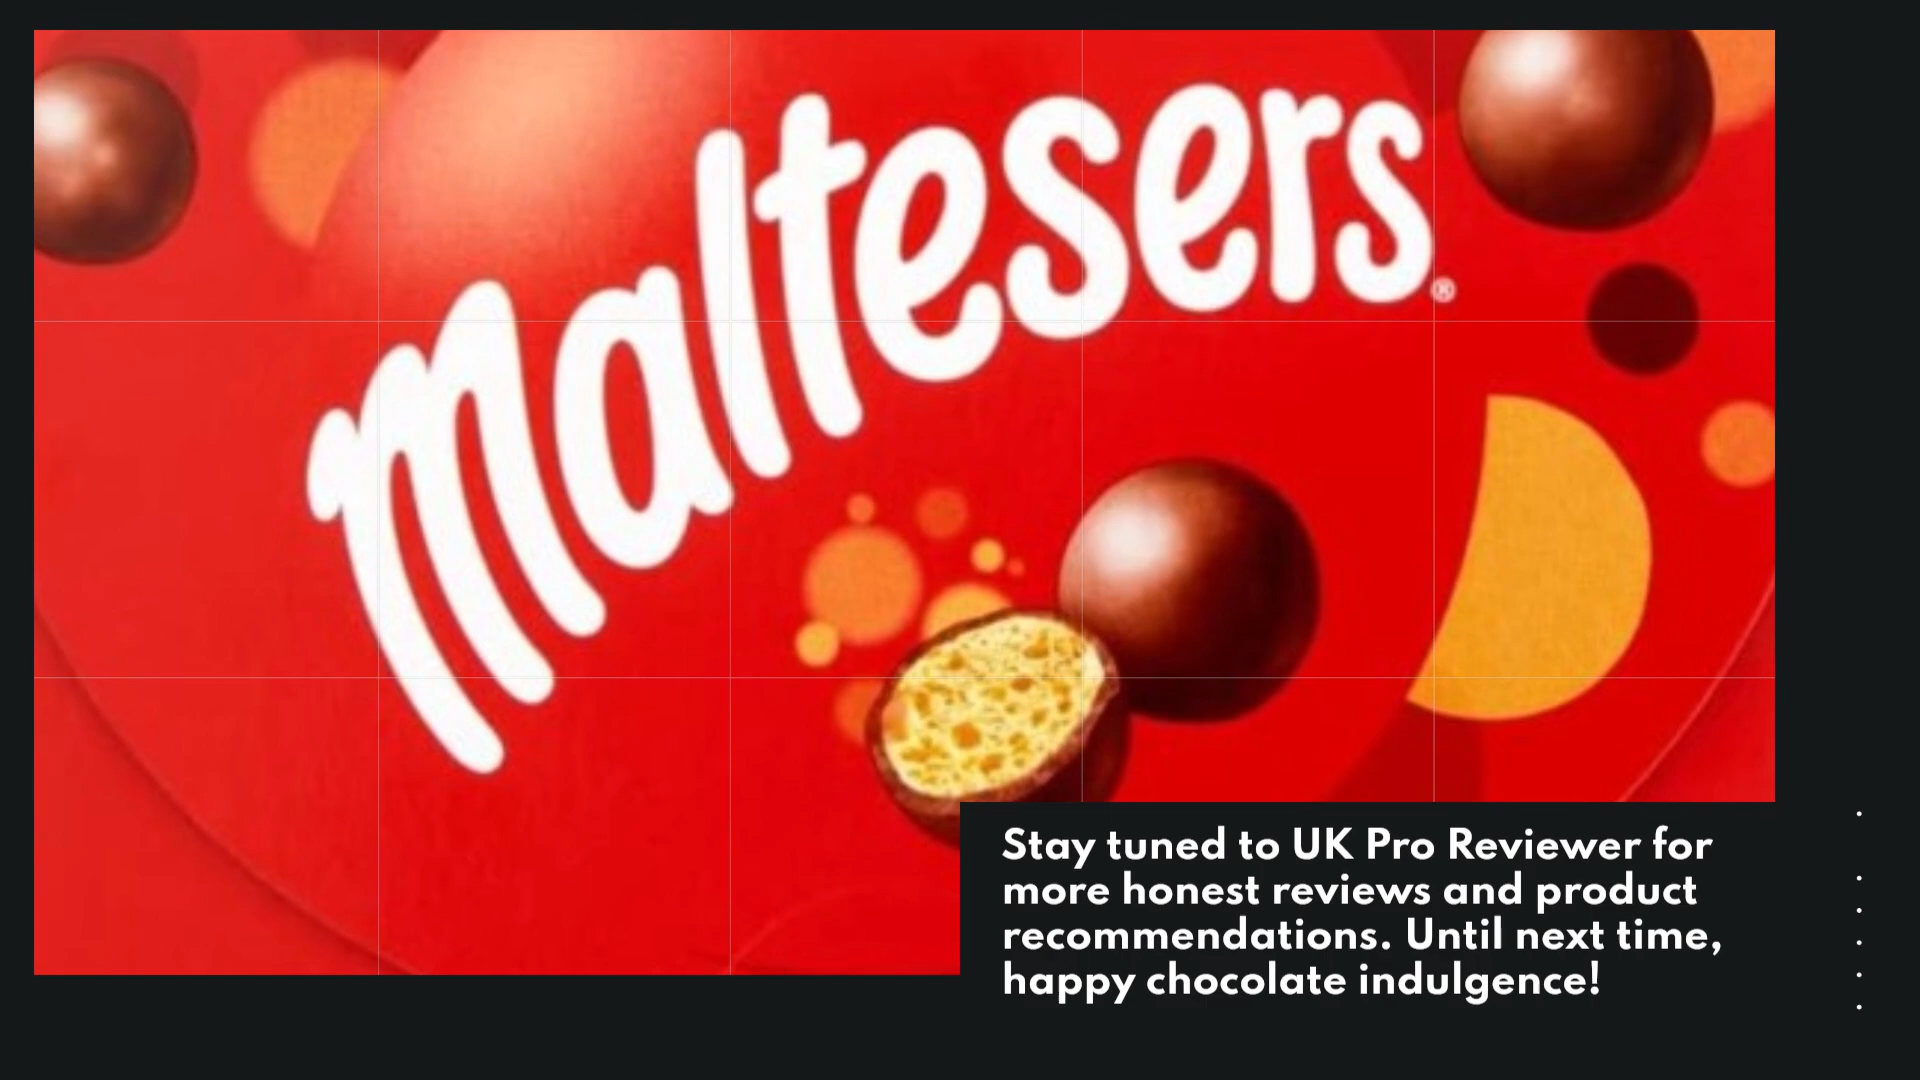 Maltesers®
Stay tuned to UK Pro Reviewer for
more honest reviews and product
recommendations. Until next time,
happy chocolate indulgence!